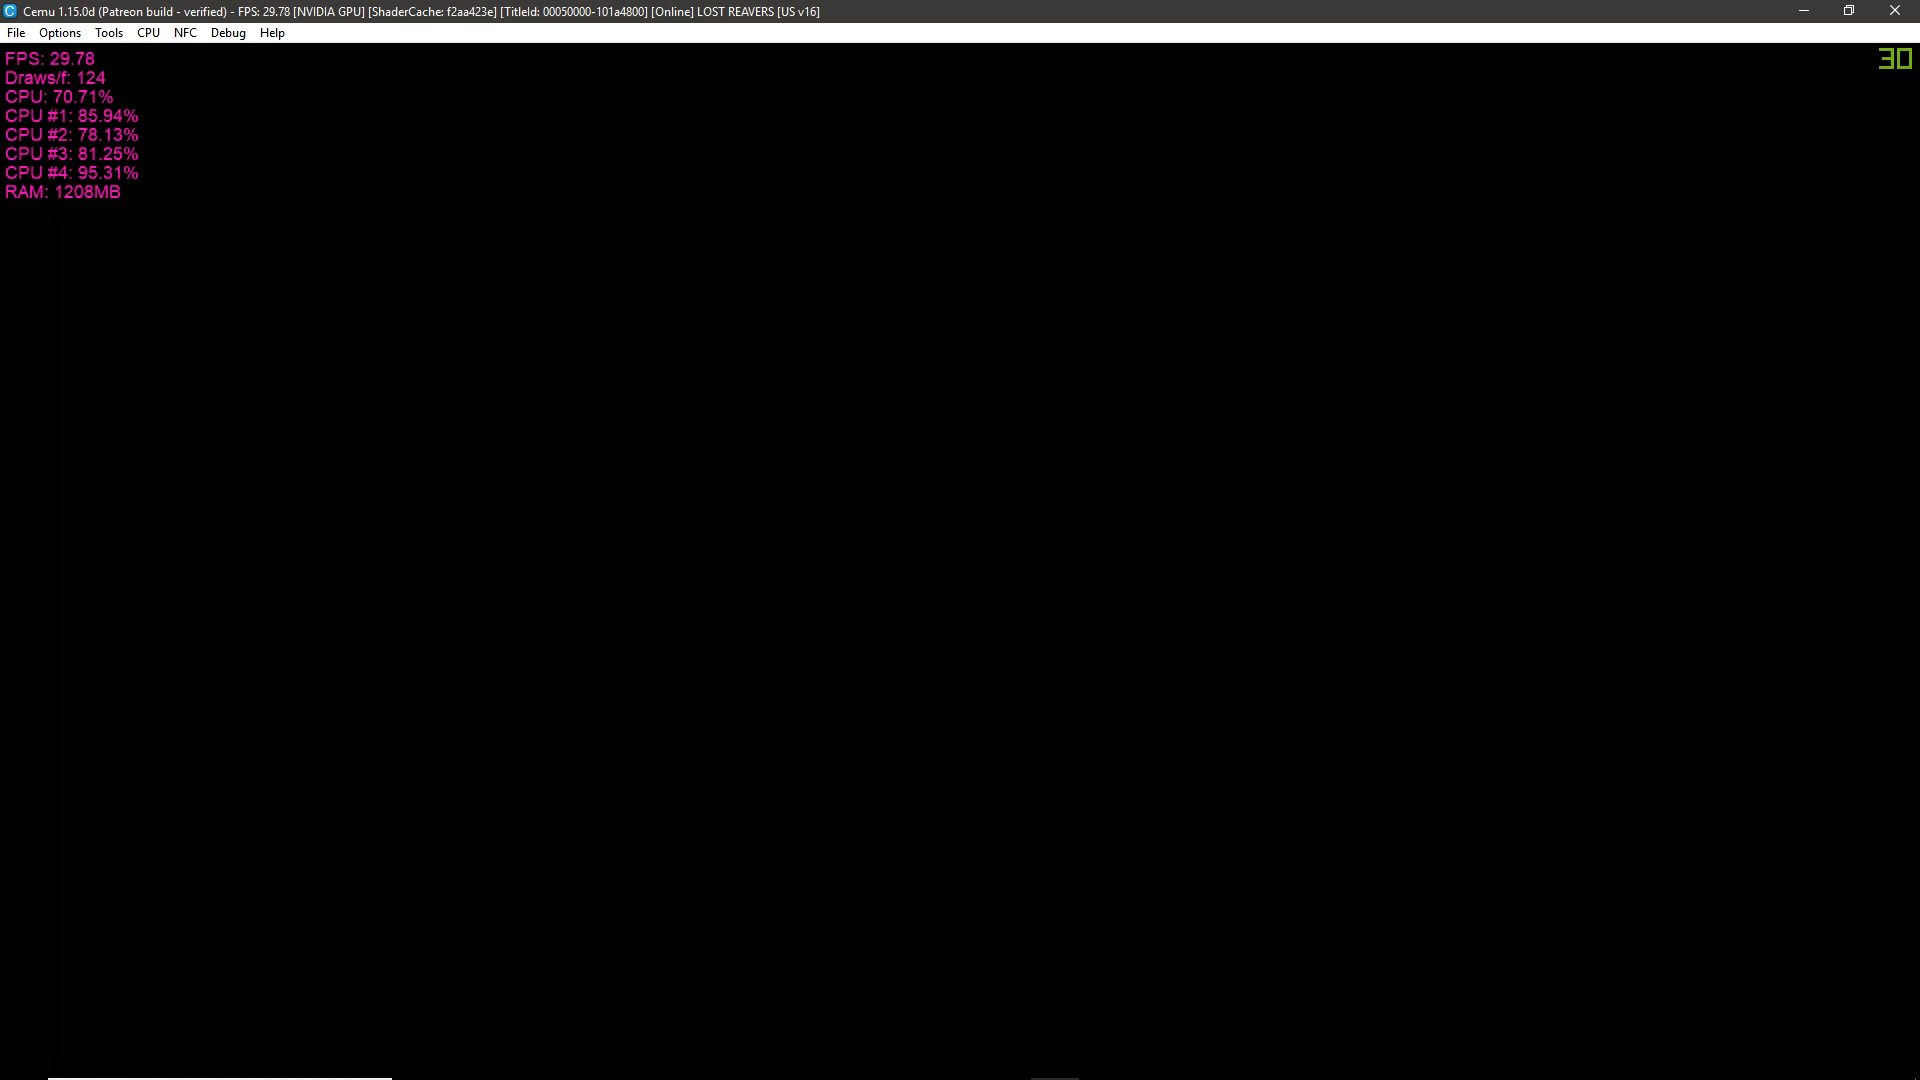 Cemu 1.15.0d (Patreon build - verified) - FPS: 29.78 [NVIDIA GPU] [ShaderCache: f2aa423e] [TitleId: 00050000-101a4800] [Online] LOST REAVERS [US v16]
File Options Tools CPU NFC Debug Help
FPS: 29.78
30
Draws/f: 124
CPU: 70.71%
CPU #1: 85.94%
CPU #2: 78.13%
CPU #3: 81.25%
CPU #4: 95.31%
RAM: 1208MB